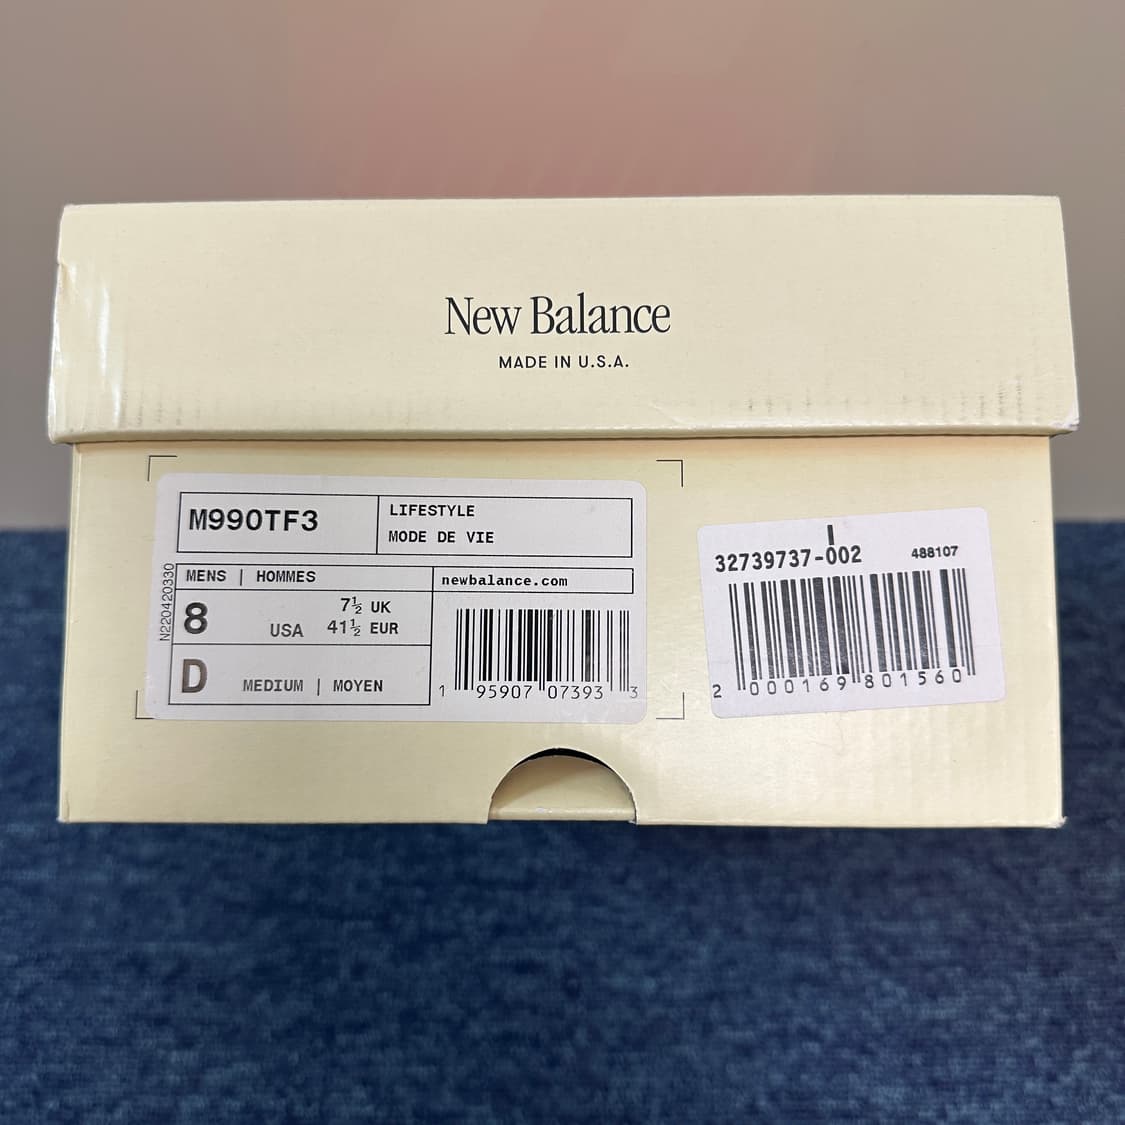 New Balance
MADE IN U.S.A.
M990TF3
LIFESTYLE
MODE DE VIE
MENS | HOMMES
newbalance.com
8
USA
7½ UK
41½ EUR
D
MEDIUM | MOYEN
1 95907 07393 3
N220420330
I
32739737-002
488107
2 000169 801560